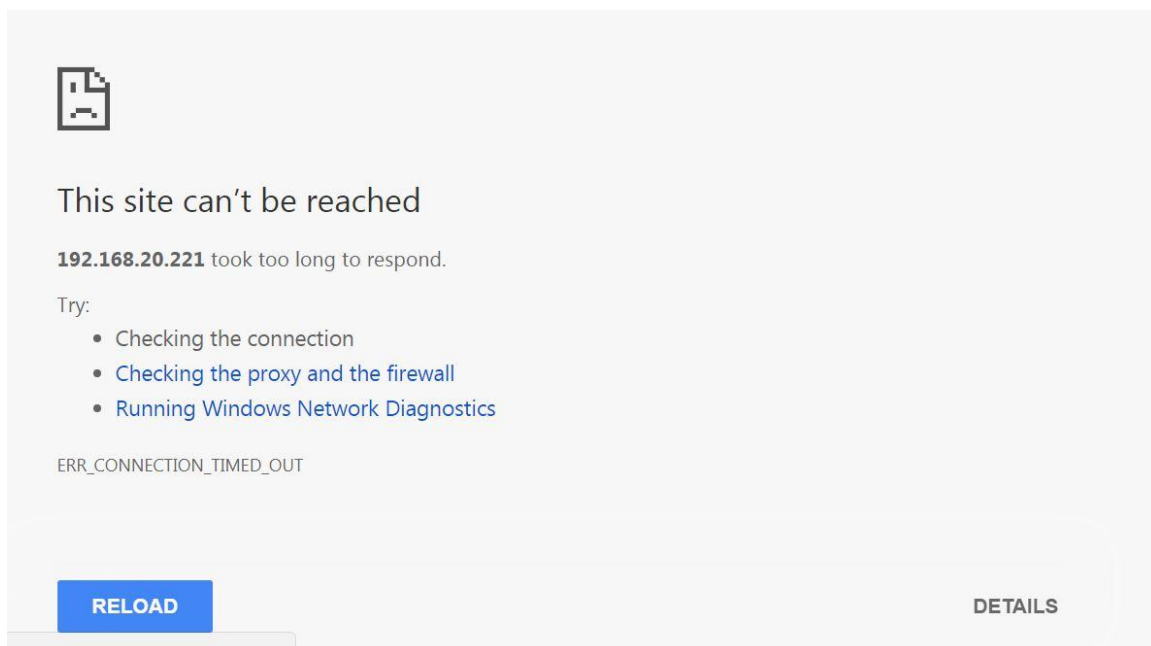 This site can’t be reached
192.168.20.221 took too long to respond.
Try:
• Checking the connection
• Checking the proxy and the firewall
• Running Windows Network Diagnostics
ERR_CONNECTION_TIMED_OUT
RELOAD
DETAILS